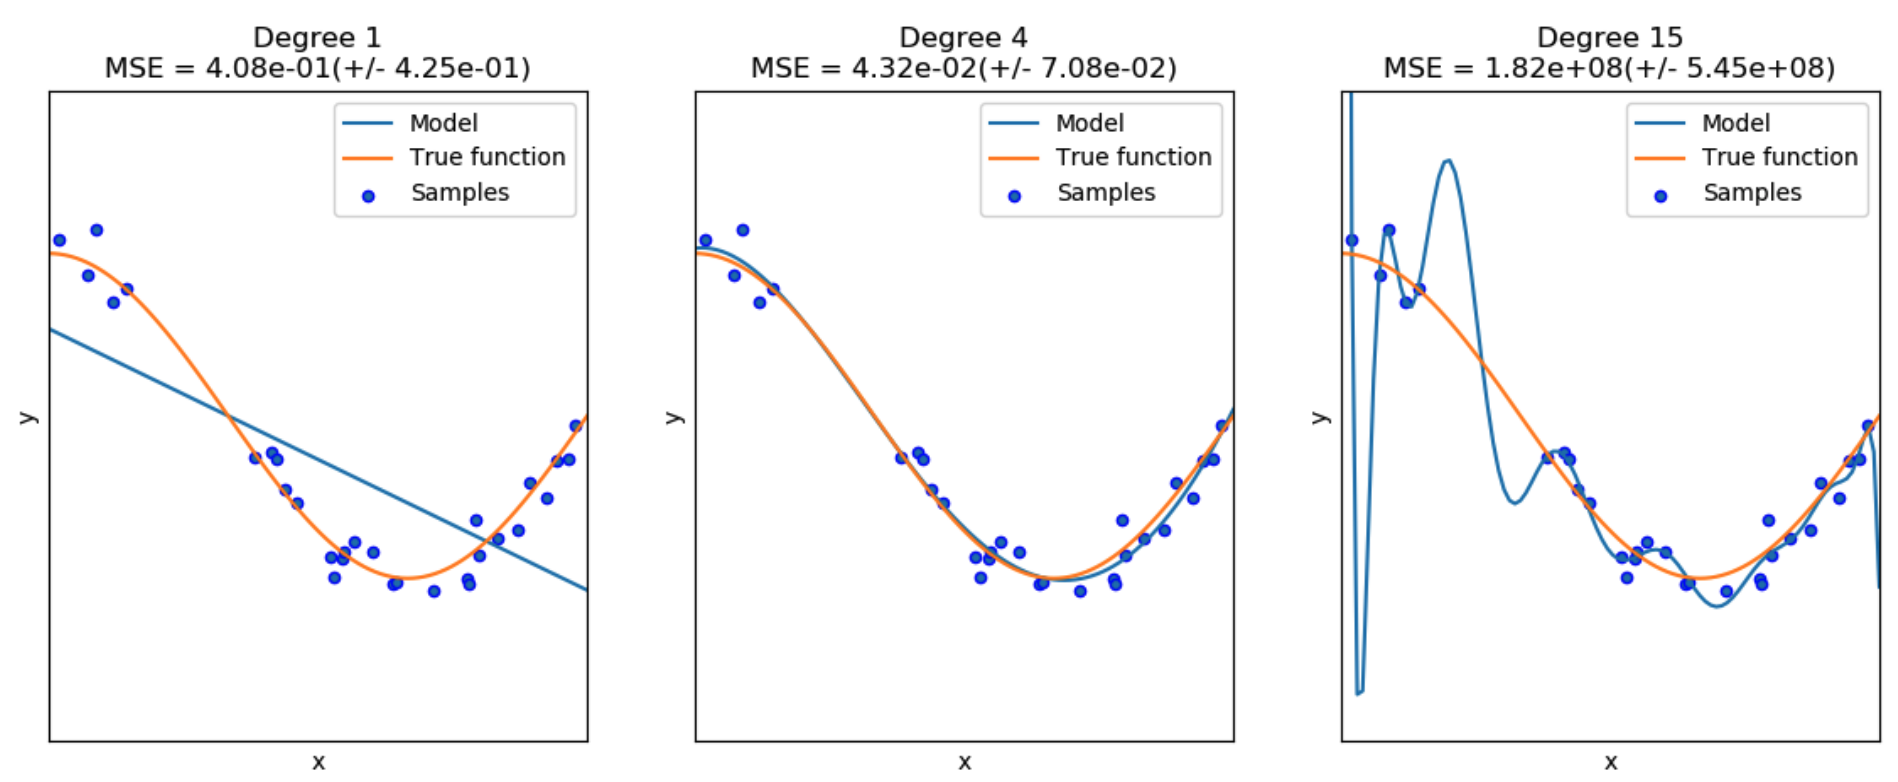 Degree 1
MSE = 4.08e-01(+/- 4.25e-01)
Model
True function
Samples
y
x
Degree 4
MSE = 4.32e-02(+/- 7.08e-02)
Model
True function
Samples
y
x
Degree 15
MSE = 1.82e+08(+/- 5.45e+08)
Model
True function
Samples
y
x